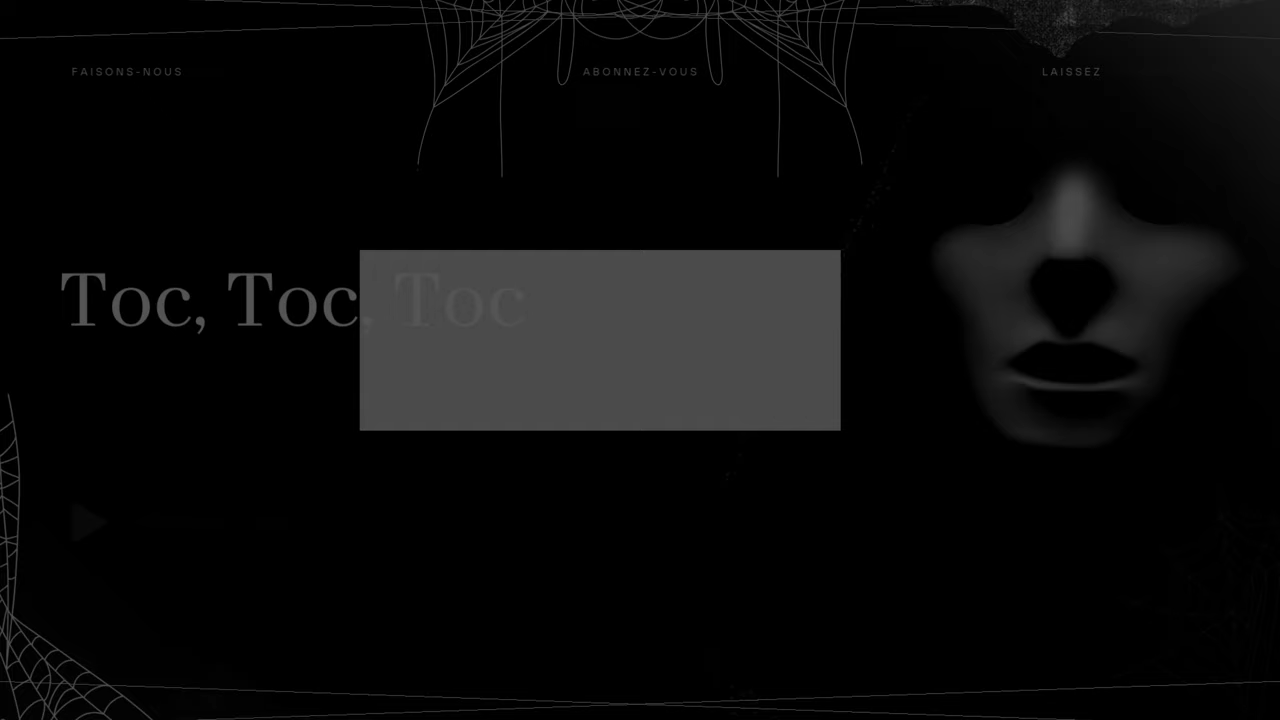 FAISONS-NOUS
ABONNEZ-VOUS
LAISSEZ
Toc, Toc, Toc